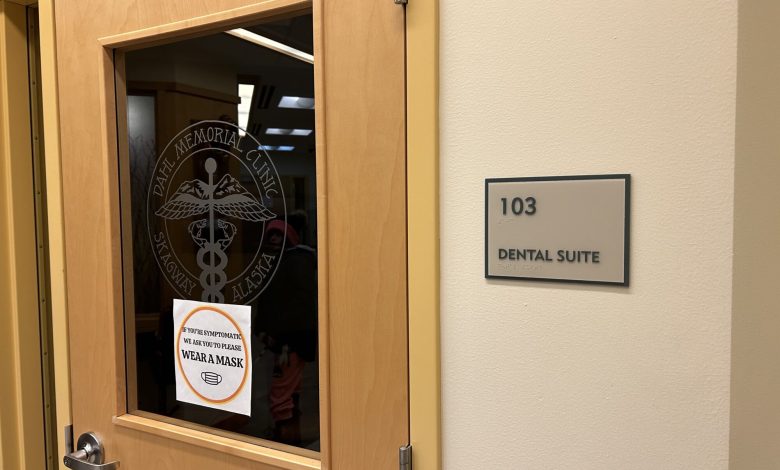 DAHL MEMORIAL CLINIC
SKAGWAY ALASKA
IF YOU'RE SYMPTOMATIC
WE ASK YOU TO PLEASE
WEAR A MASK
103
DENTAL SUITE